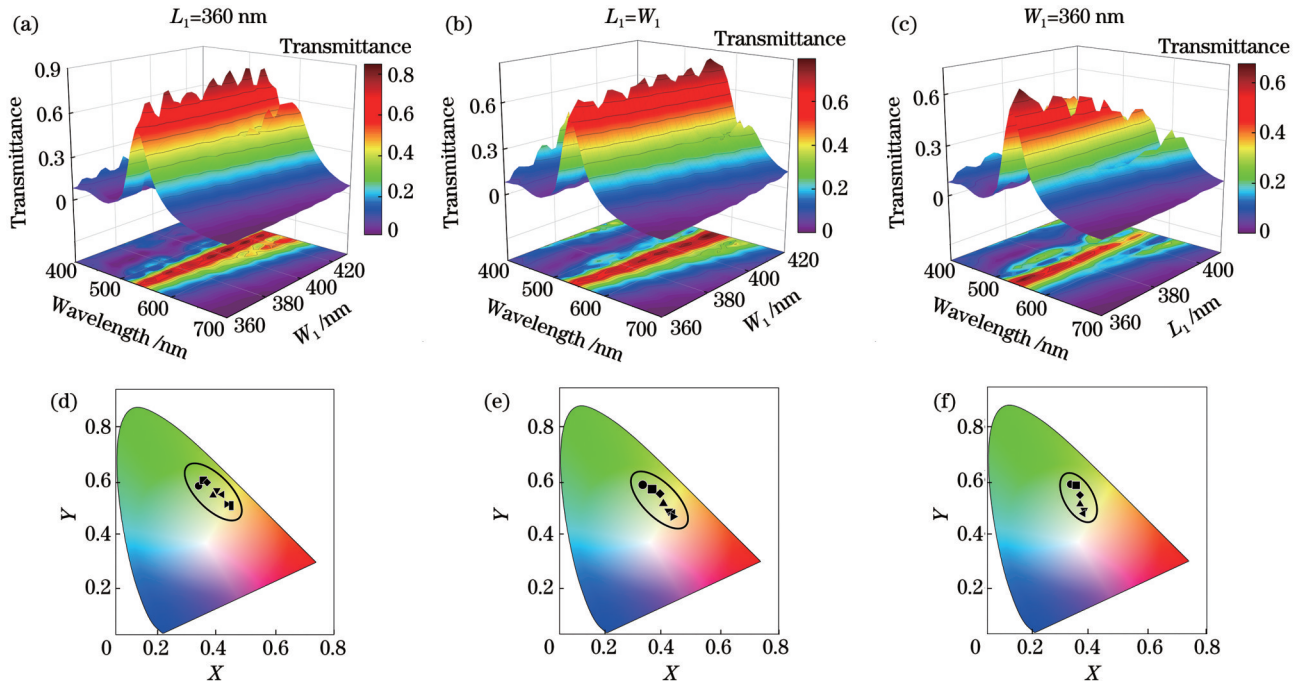 (a)
L₁=360 nm
Transmittance
0.9
0.6
0.3
0
Transmittance
0.8
0.6
0.4
0.2
0
400
500
600
700
Wavelength /nm
360
380
400
420
W₁ /nm
(b)
L₁=W₁
Transmittance
0.6
0.3
0
Transmittance
0.6
0.4
0.2
0
400
500
600
700
Wavelength /nm
360
380
400
420
W₁ /nm
(c)
W₁=360 nm
Transmittance
0.6
0.3
0
Transmittance
0.6
0.4
0.2
0
400
500
600
700
Wavelength /nm
360
380
400
L₁ /nm
(d)
0.8
0.6
0.4
0.2
0
0.2
0.4
0.6
0.8
Y
X
(e)
0.8
0.6
0.4
0.2
0
0.2
0.4
0.6
0.8
Y
X
(f)
0.8
0.6
0.4
0.2
0
0.2
0.4
0.6
0.8
Y
X